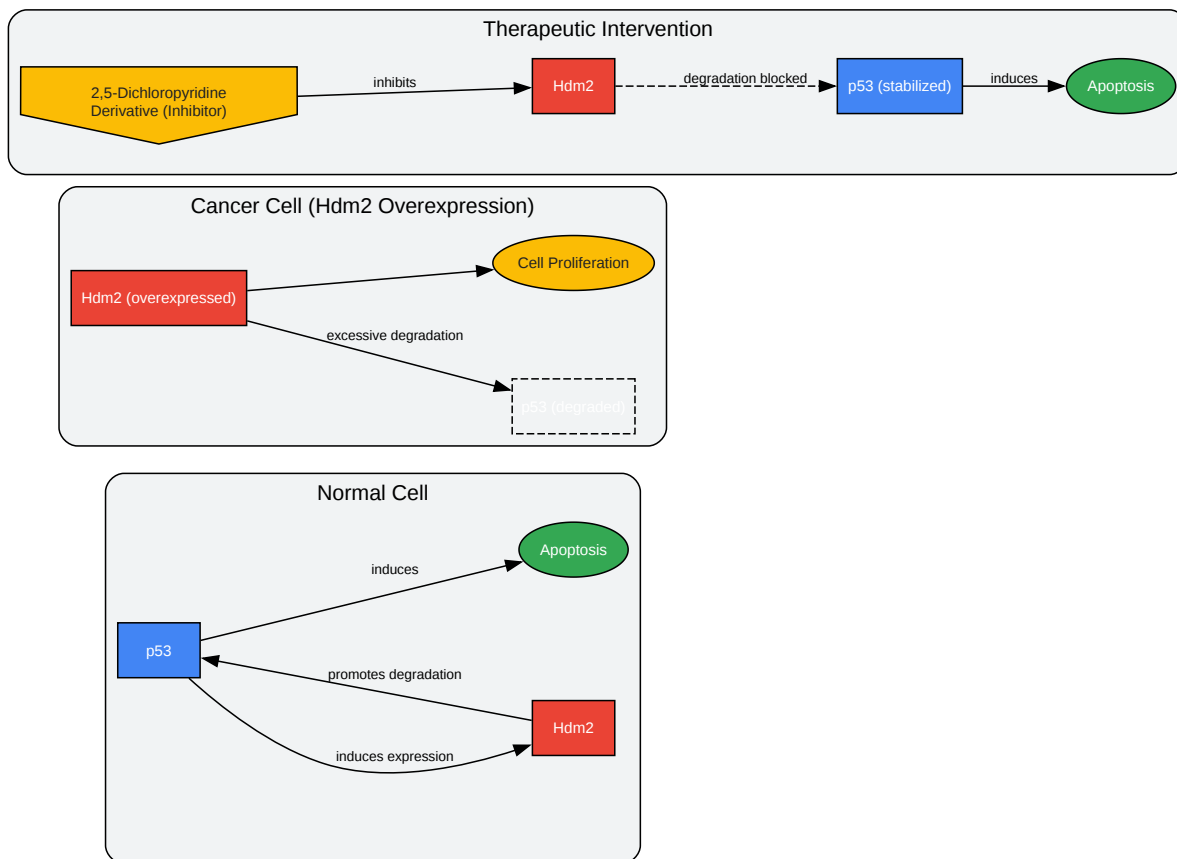 Therapeutic Intervention
2,5-Dichloropyridine
Derivative (Inhibitor)
inhibits
Hdm2
degradation blocked
p53 (stabilized)
induces
Apoptosis
Cancer Cell (Hdm2 Overexpression)
Hdm2 (overexpressed)
Cell Proliferation
excessive degradation
p53 (degraded)
Normal Cell
Apoptosis
induces
p53
promotes degradation
Hdm2
induces expression